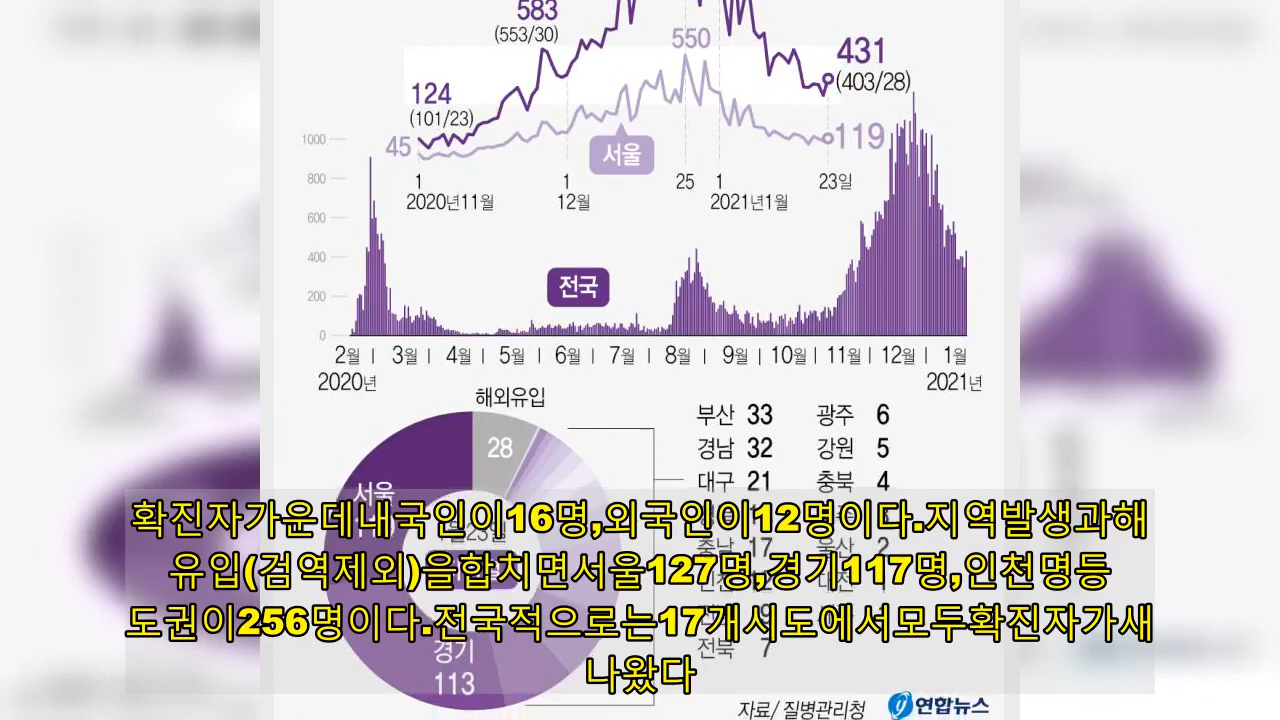 583
(553/30)
550
431
(403/28)
124
(101/23)
45
119
서울
1 1 25 1 23일
2020년11월 12월 2021년1월
1000
800
600
400
200
0
전국
2월 3월 4월 5월 6월 7월 8월 9월 10월 11월 12월 1월
2020년 2021년
해외유입
28
부산 33 광주 6
경남 32 강원 5
대구 21 충북 4
서울
충남 17 울산 2
확진자가운데내국인이16명,외국인이12명이다.지역발생과해
유입(검역제외)을합치면서울127명,경기117명,인천명등
도권이256명이다.전국적으로는17개시도에서모두확진자가새
나왔다
전북 7
경기
113
자료/ 질병관리청
연합뉴스